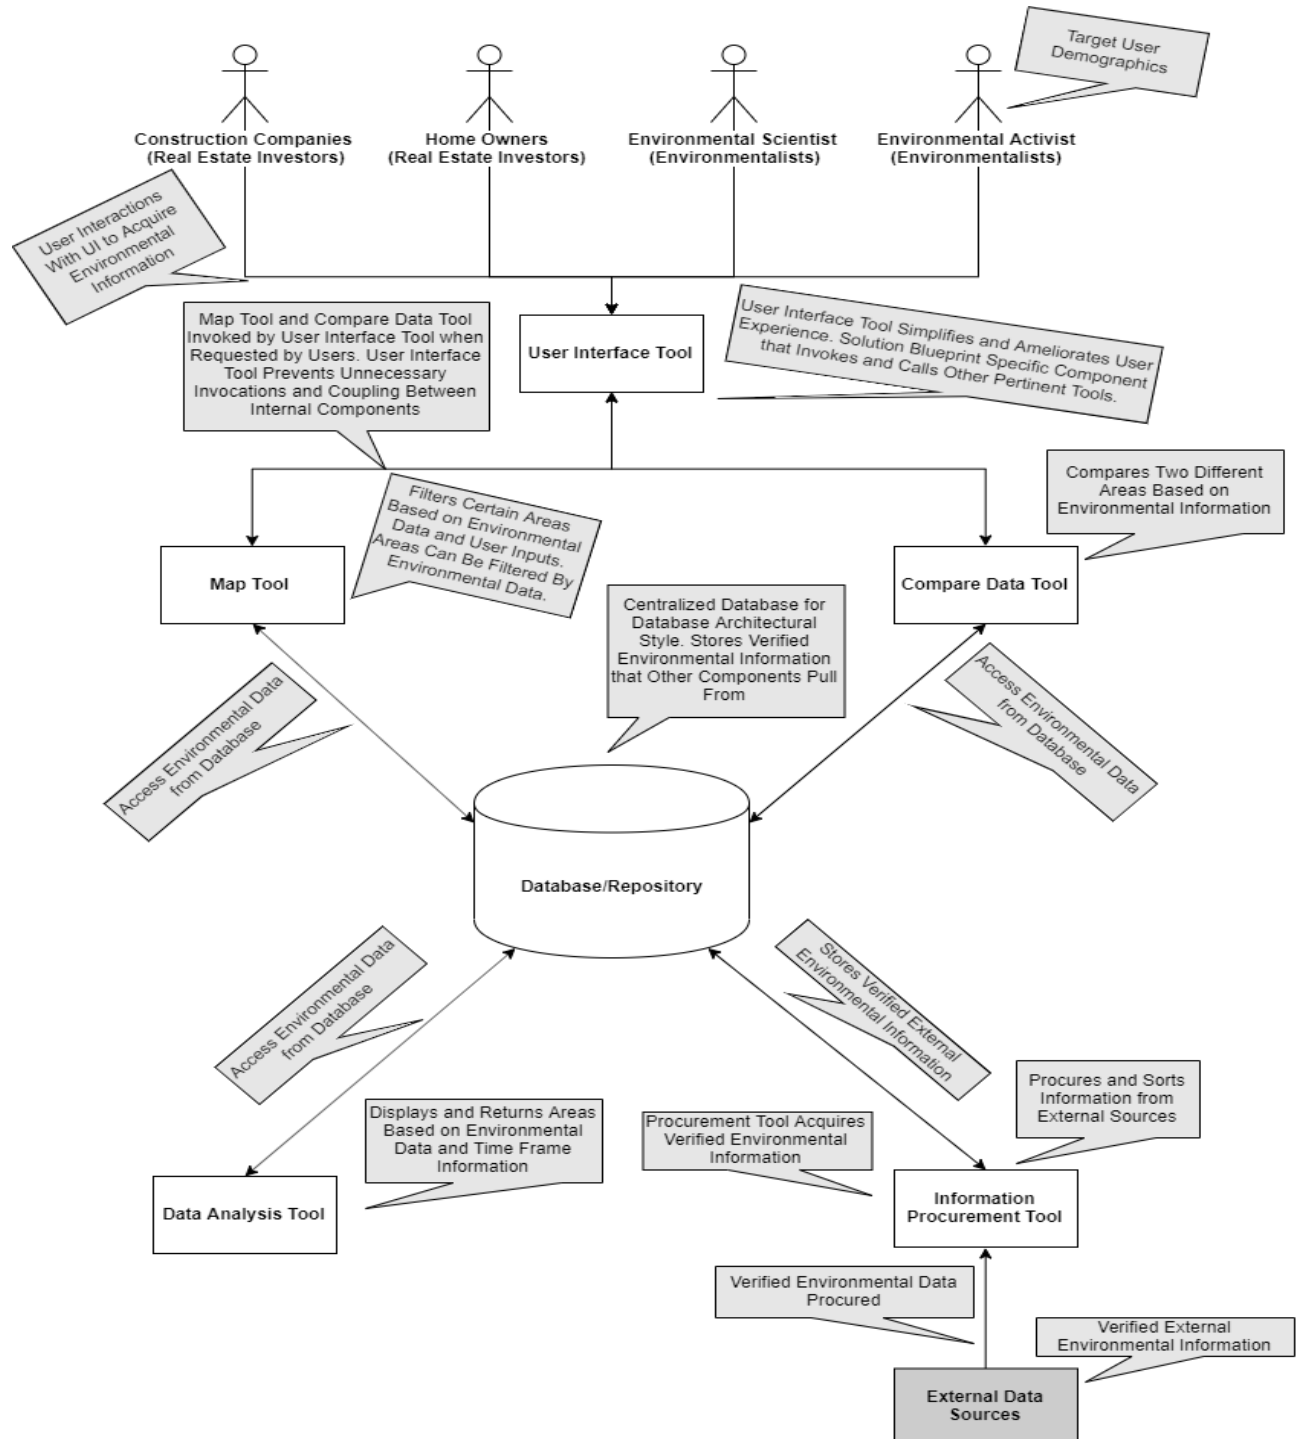 Target User
Demographics
Construction Companies
(Real Estate Investors)
Home Owners
(Real Estate Investors)
Environmental Scientist
(Environmentalists)
Environmental Activist
(Environmentalists)
User Interactions
With UI to Acquire
Environmental
Information
Map Tool and Compare Data Tool
Invoked by User Interface Tool when
Requested by Users. User Interface
Tool Prevents Unnecessary
Invocations and Coupling Between
Internal Components
User Interface Tool
User Interface Tool Simplifies and Ameliorates User
Experience. Solution Blueprint Specific Component
that Invokes and Calls Other Pertinent Tools.
Filters Certain Areas
Based on Environmental
Data and User Inputs.
Areas Can Be Filtered By
Environmental Data.
Compares Two Different
Areas Based on
Environmental Information
Map Tool
Compare Data Tool
Centralized Database for
Database Architectural
Style. Stores Verified
Environmental Information
that Other Components Pull
From
Access Environmental Data
from Database
Access Environmental Data
from Database
Database/Repository
Access Environmental Data
from Database
Stores Verified External
Environmental Information
Displays and Returns Areas
Based on Environmental
Data and Time Frame
Information
Procurement Tool Acquires
Verified Environmental
Information
Procures and Sorts
Information from
External Sources
Data Analysis Tool
Information
Procurement Tool
Verified Environmental Data
Procured
Verified External
Environmental Information
External Data
Sources